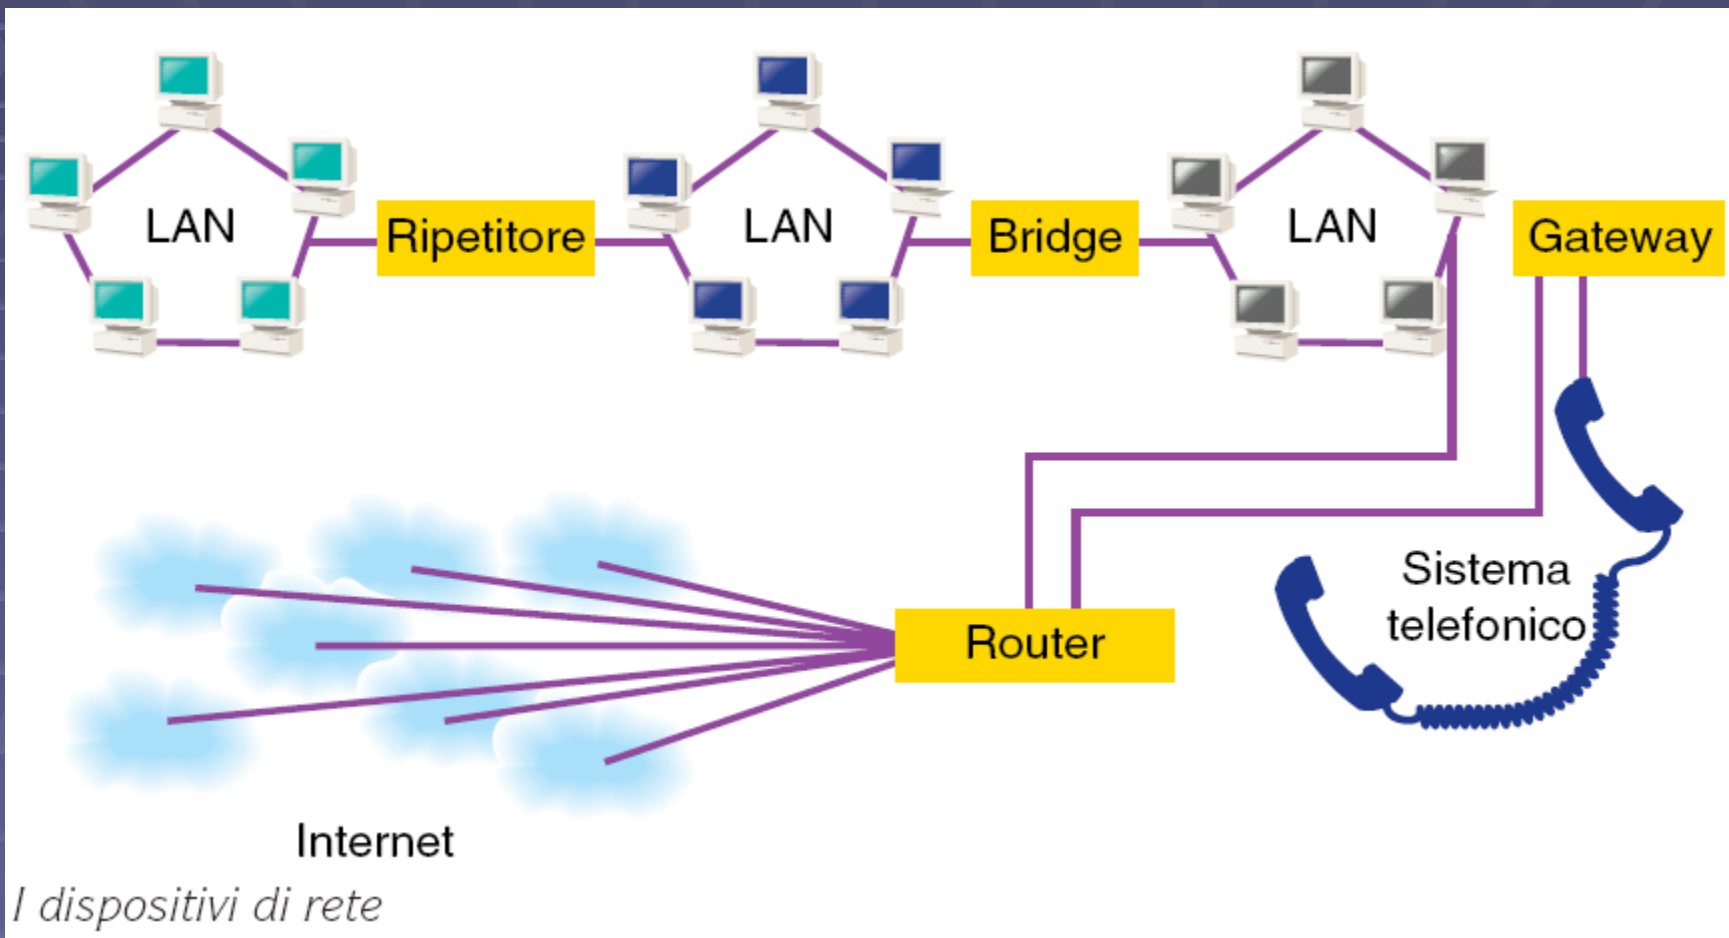 LAN
Ripetitore
LAN
Bridge
LAN
Gateway
Sistema
telefonico
Router
Internet
I dispositivi di rete